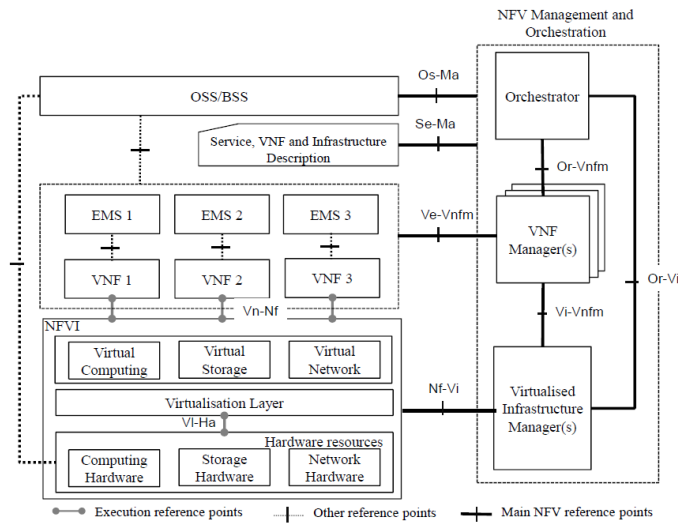 NFV Management and
Orchestration
Os-Ma
OSS/BSS
Orchestrator
Se-Ma
Service, VNF and Infrastructure
Description
Or-Vnfm
EMS 1
EMS 2
EMS 3
Ve-Vnfm
VNF
Manager(s)
VNF 1
VNF 2
VNF 3
Or-Vi
Vn-Nf
NFVI
Vi-Vnfm
Virtual
Computing
Virtual
Storage
Virtual
Network
Nf-Vi
Virtualised
Infrastructure
Manager(s)
Virtualisation Layer
Vl-Ha
Hardware resources
Computing
Hardware
Storage
Hardware
Network
Hardware
Execution reference points
Other reference points
Main NFV reference points